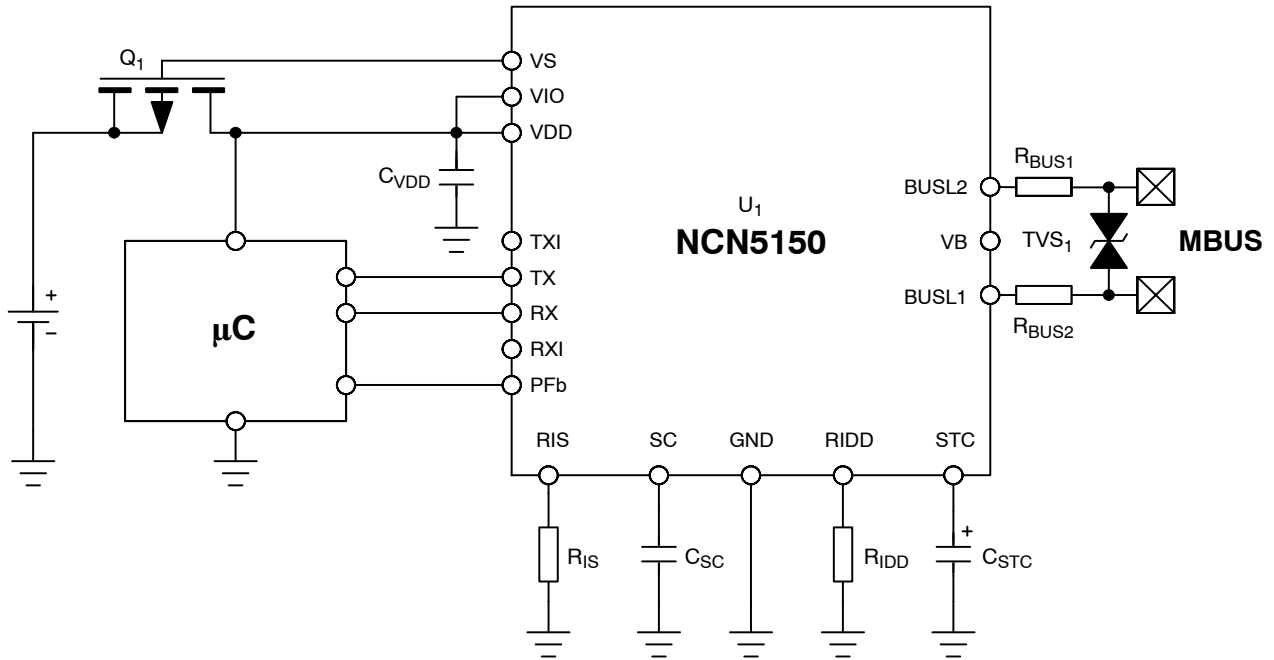 Q1
VS
VIO
VDD
CVDD
RBUS1
BUSL2
U1
NCN5150
TXI
VB
TVS1
MBUS
TX
BUSL1
RX
μC
RBUS2
+
-
RXI
PFb
RIS
SC
GND
RIDD
STC
+
RIS
CSC
RIDD
CSTC